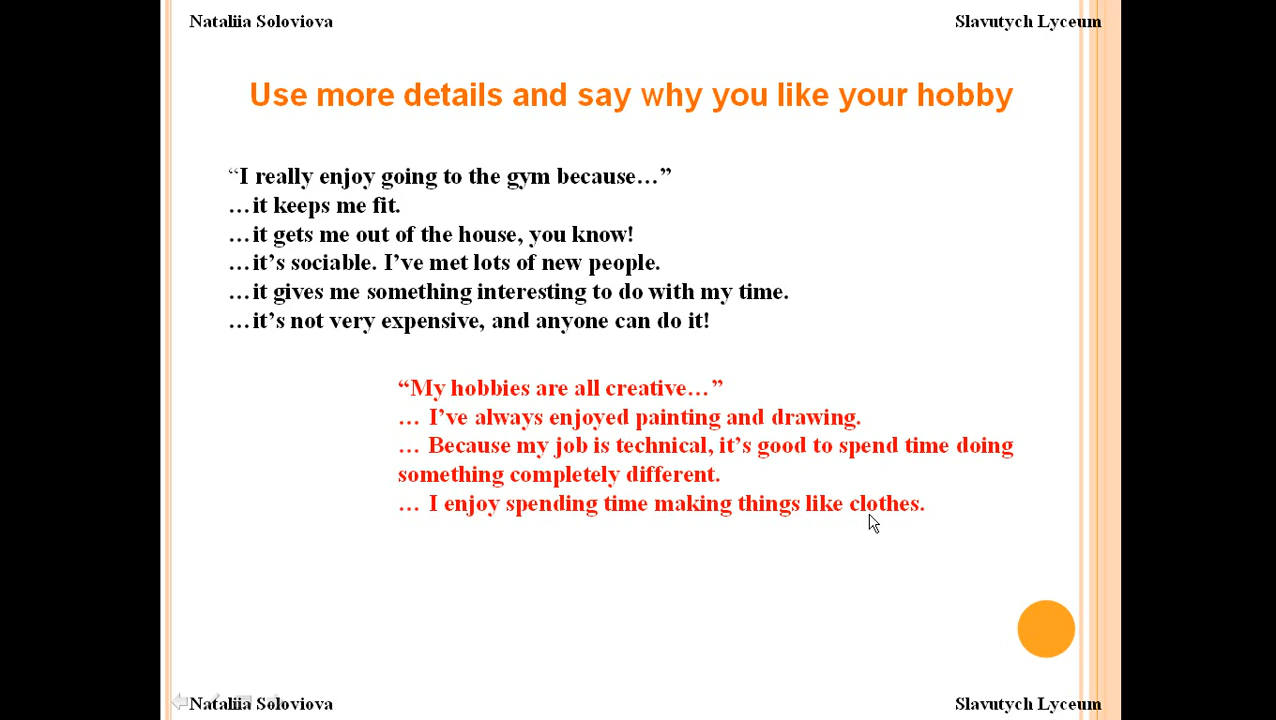 Nataliia Soloviova
Slavutych Lyceum
Use more details and say why you like your hobby
“I really enjoy going to the gym because…”
…it keeps me fit.
…it gets me out of the house, you know!
…it’s sociable. I’ve met lots of new people.
…it gives me something interesting to do with my time.
…it’s not very expensive, and anyone can do it!
“My hobbies are all creative…”
… I’ve always enjoyed painting and drawing.
… Because my job is technical, it’s good to spend time doing
something completely different.
… I enjoy spending time making things like clothes.
Nataliia Soloviova
Slavutych Lyceum